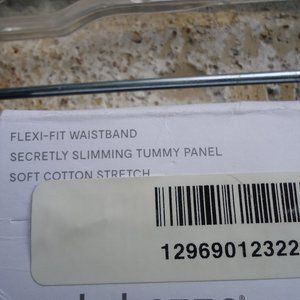 FLEXI-FIT WAISTBAND
SECRETLY SLIMMING TUMMY PANEL
SOFT COTTON STRETCH
12969012322